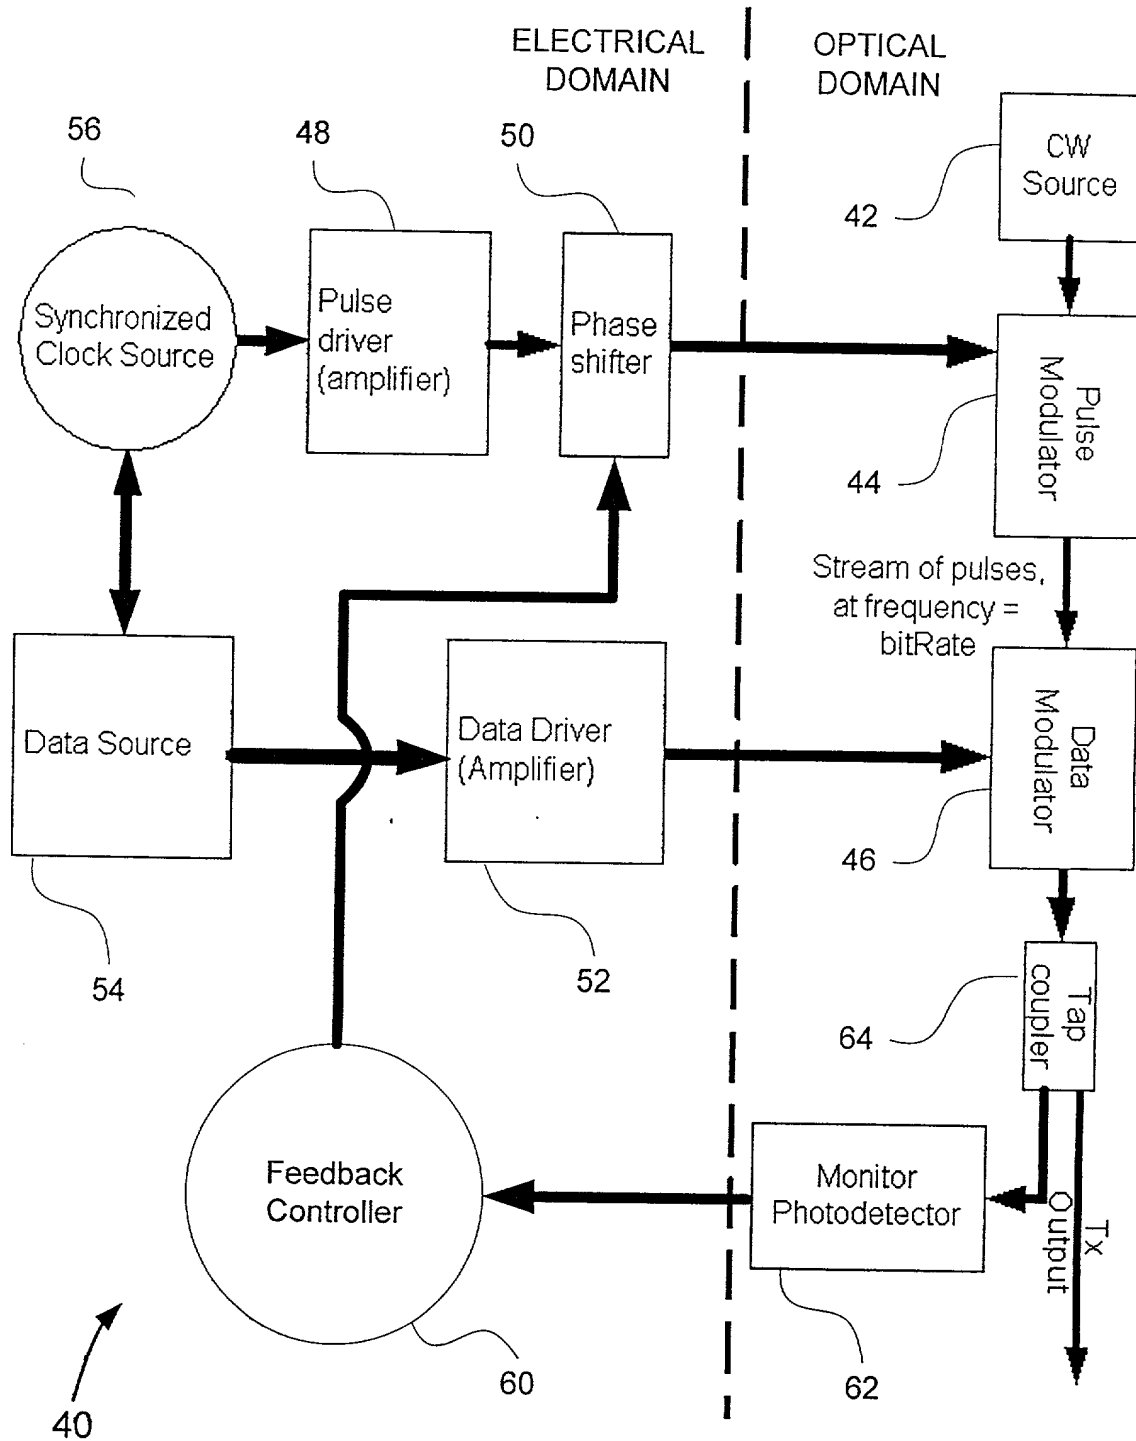 ELECTRICAL
DOMAIN
OPTICAL
DOMAIN
56
48
50
42
CW
Source
Synchronized
Clock Source
Pulse
driver
(amplifier)
Phase
shifter
Pulse
Modulator
44
Stream of pulses,
at frequency =
bitRate
Data Source
Data Driver
(Amplifier)
Data
Modulator
46
54
52
Tap
coupler
64
Feedback
Controller
Monitor
Photodetector
Tx
Output
60
62
40